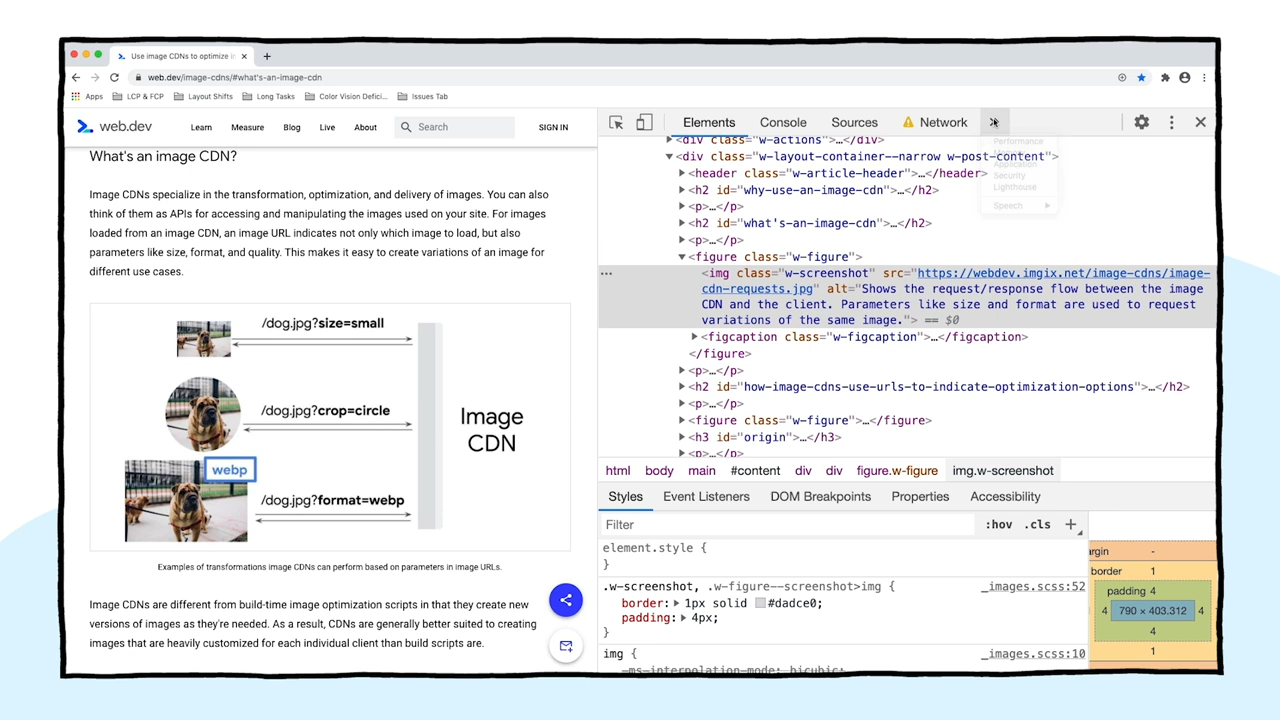 Use image CDNs to optimize i
web.dev/image-cdns/#what's-an-image-cdn
Apps
LCP & FCP
Layout Shifts
Long Tasks
Color Vision Defici...
Issues Tab
web.dev
Learn
Measure
Blog
Live
About
Search
SIGN IN
What's an image CDN?
Image CDNs specialize in the transformation, optimization, and delivery of images. You can also
think of them as APIs for accessing and manipulating the images used on your site. For images
loaded from an image CDN, an image URL indicates not only which image to load, but also
parameters like size, format, and quality. This makes it easy to create variations of an image for
different use cases.
/dog.jpg?size=small
/dog.jpg?crop=circle
webp
/dog.jpg?format=webp
Image
CDN
Examples of transformations image CDNs can perform based on parameters in image URLs.
Image CDNs are different from build-time image optimization scripts in that they create new
versions of images as they're needed. As a result, CDNs are generally better suited to creating
images that are heavily customized for each individual client than build scripts are.
Elements
Console
Sources
Network
Performance
Application
Security
Lighthouse
Speech
<div class="w-actions">…</div>
<div class="w-layout-container--narrow w-post-content">
<header class="w-article-header">…</header>
<h2 id="why-use-an-image-cdn">…</h2>
<p>…</p>
<h2 id="what's-an-image-cdn">…</h2>
<p>…</p>
<figure class="w-figure">
<img class="w-screenshot" src="https://webdev.imgix.net/image-cdns/image-
cdn-requests.jpg" alt="Shows the request/response flow between the image
CDN and the client. Parameters like size and format are used to request
variations of the same image."> == $0
<figcaption class="w-figcaption">…</figcaption>
</figure>
<p>…</p>
<h2 id="how-image-cdns-use-urls-to-indicate-optimization-options">…</h2>
<p>…</p>
<figure class="w-figure">…</figure>
<h3 id="origin">…</h3>
<p>…</p>
html body main #content div div figure.w-figure img.w-screenshot
Styles
Event Listeners
DOM Breakpoints
Properties
Accessibility
Filter
:hov .cls +
element.style {
}
.w-screenshot, .w-figure--screenshot>img {
_images.scss:52
border: 1px solid #dadce0;
padding: 4px;
}
img {
_images.scss:10
-ms-interpolation-mode: bicubic;
rgin -
border 1
padding 4
4 790 × 403.312 4
4
1